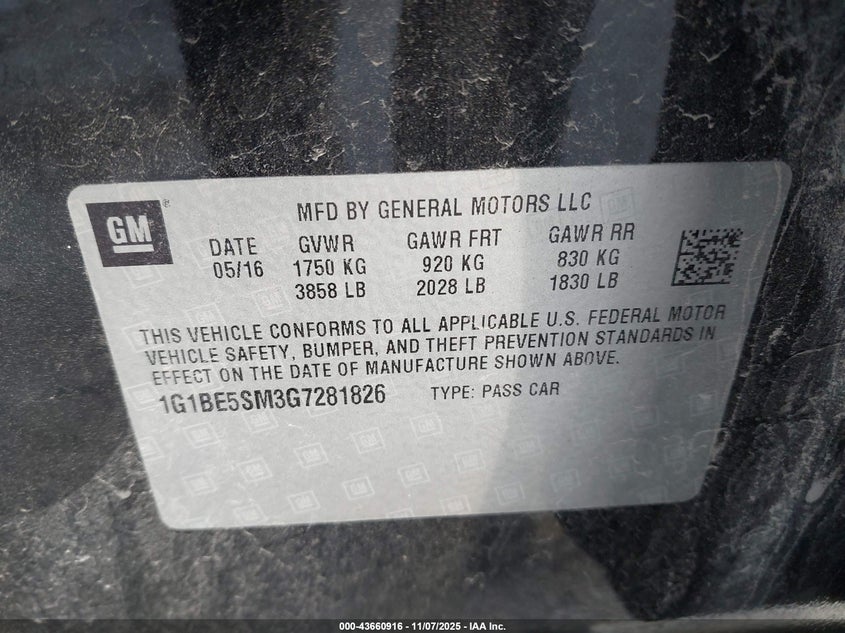 GM
MFD BY GENERAL MOTORS LLC
DATE GVWR GAWR FRT GAWR RR
05/16 1750 KG 920 KG 830 KG
3858 LB 2028 LB 1830 LB
THIS VEHICLE CONFORMS TO ALL APPLICABLE U.S. FEDERAL MOTOR
VEHICLE SAFETY, BUMPER, AND THEFT PREVENTION STANDARDS IN
EFFECT ON THE DATE OF MANUFACTURE SHOWN ABOVE.
1G1BE5SM3G7281826 TYPE: PASS CAR
000-43660916 - 11/07/2025 - IAA Inc.